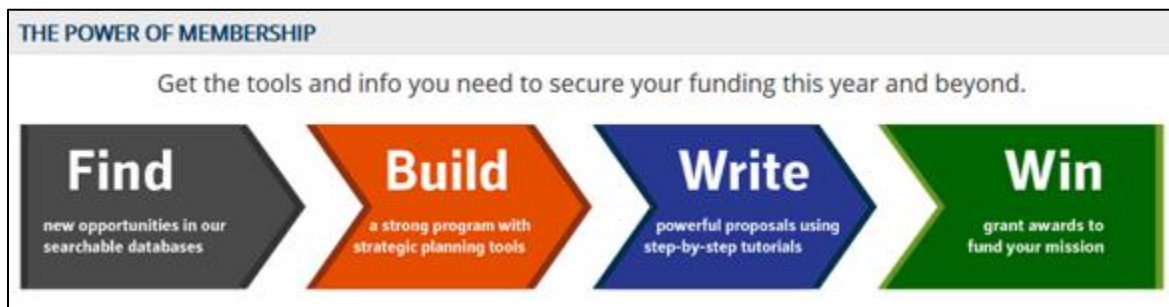 THE POWER OF MEMBERSHIP
Get the tools and info you need to secure your funding this year and beyond.
Find
new opportunities in our
searchable databases
Build
a strong program with
strategic planning tools
Write
powerful proposals using
step-by-step tutorials
Win
grant awards to
fund your mission